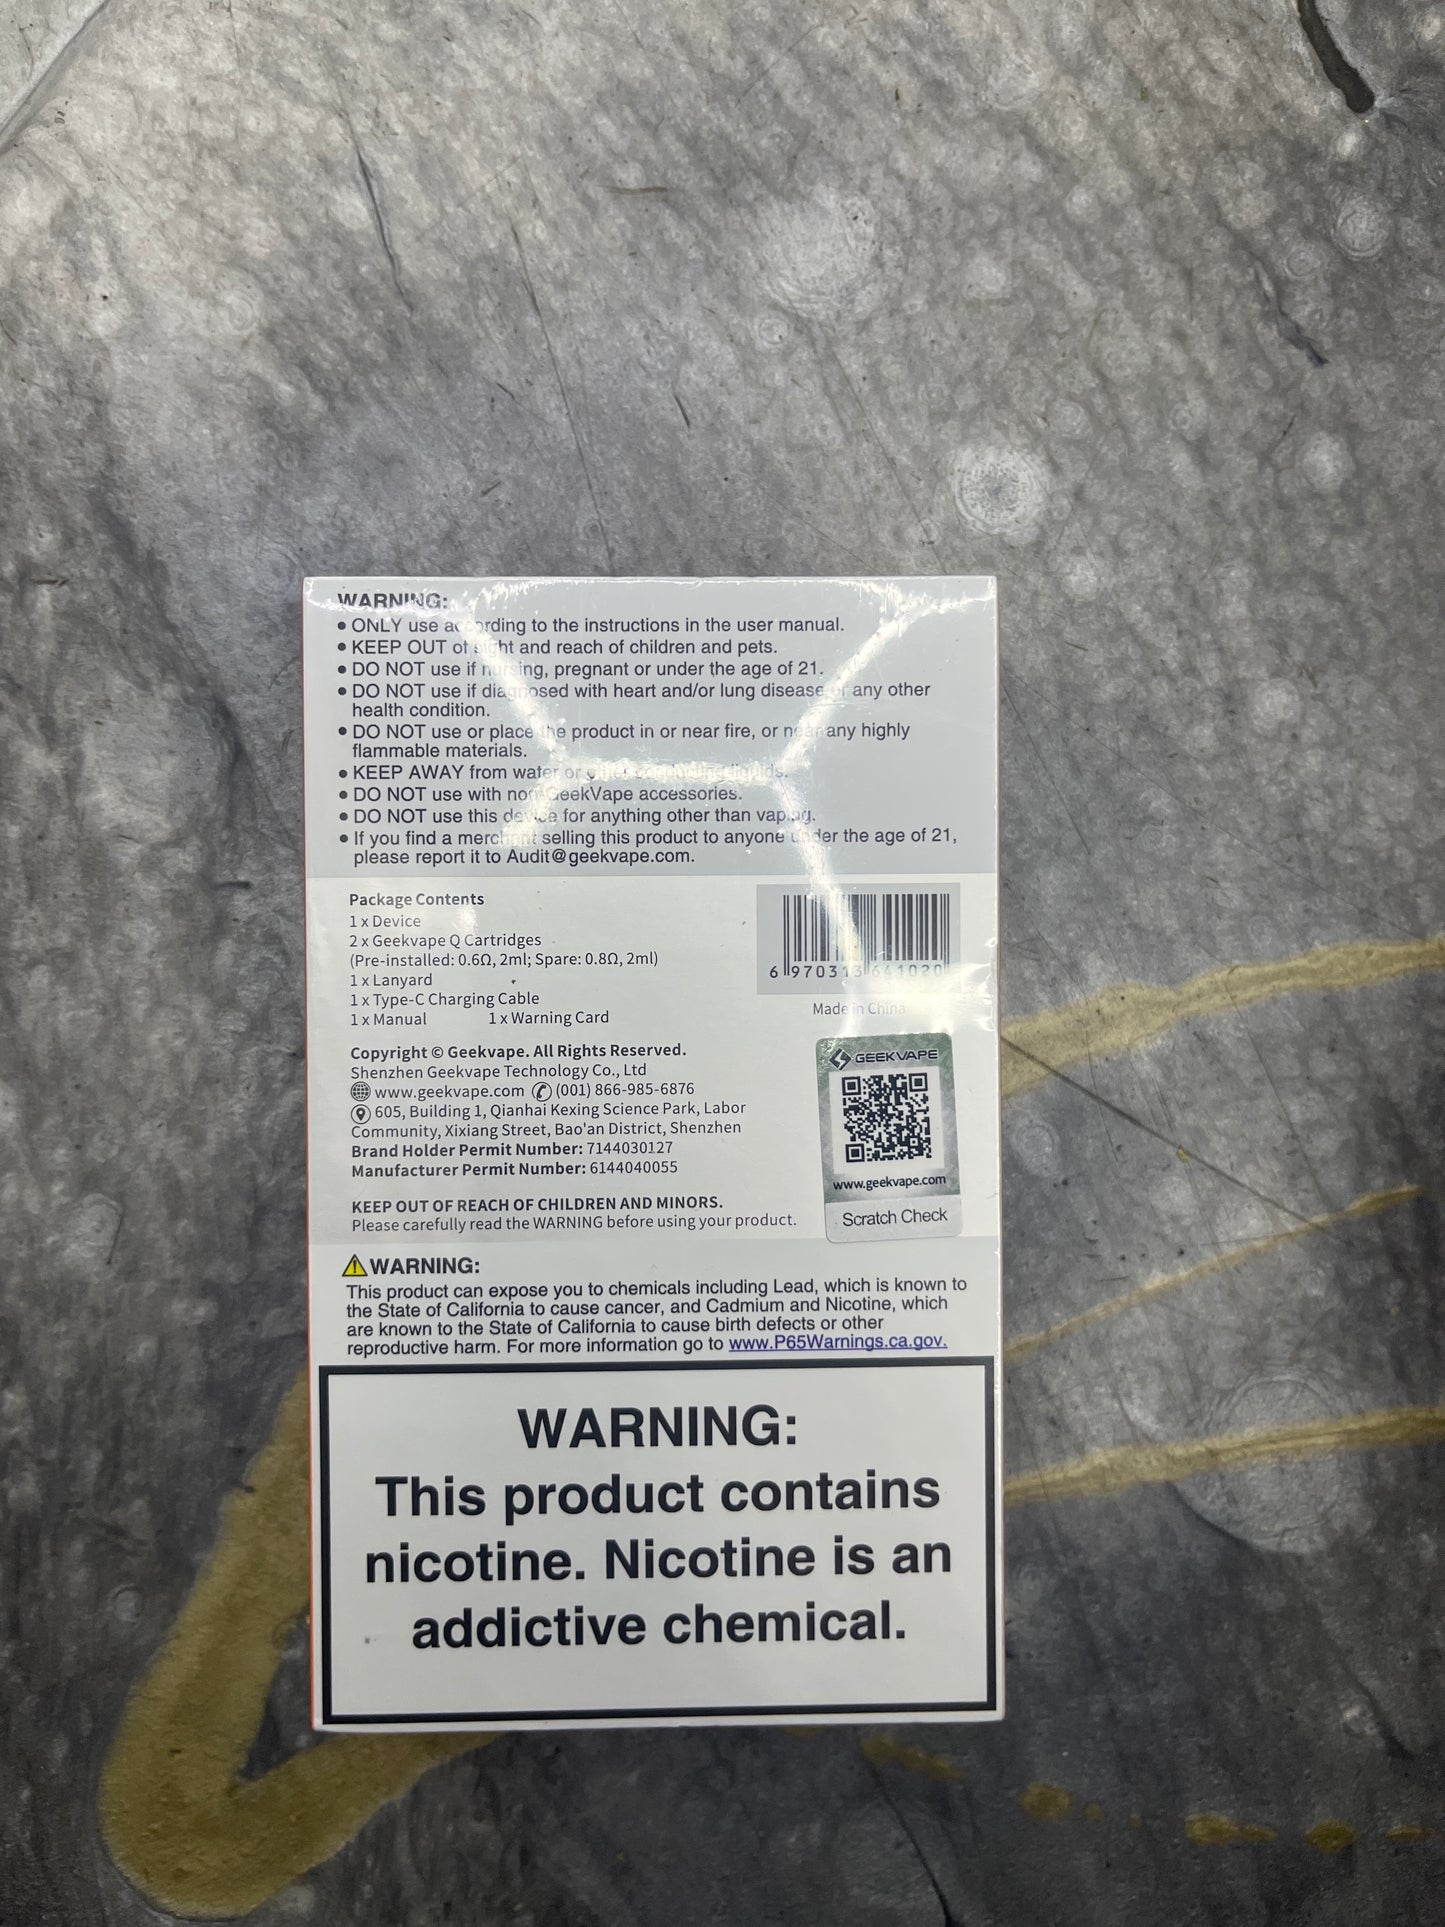 WARNING:
• ONLY use according to the instructions in the user manual.
• KEEP OUT of sight and reach of children and pets.
• DO NOT use if nursing, pregnant or under the age of 21.
• DO NOT use if diagnosed with heart and/or lung disease or any other
health condition.
• DO NOT use or place the product in or near fire, or near any highly
flammable materials.
• KEEP AWAY from water or other conducting liquids.
• DO NOT use with non-GeekVape accessories.
• DO NOT use this device for anything other than vaping.
• If you find a merchant selling this product to anyone under the age of 21,
please report it to Audit@geekvape.com.
Package Contents
1 x Device
2 x Geekvape Q Cartridges
(Pre-installed: 0.6Ω, 2ml; Spare: 0.8Ω, 2ml)
1 x Lanyard
1 x Type-C Charging Cable
1 x Manual 1 x Warning Card
6 970313 641020
Made in China
Copyright © Geekvape. All Rights Reserved.
Shenzhen Geekvape Technology Co., Ltd
www.geekvape.com (001) 866-985-6876
605, Building 1, Qianhai Kexing Science Park, Labor
Community, Xixiang Street, Bao'an District, Shenzhen
Brand Holder Permit Number: 7144030127
Manufacturer Permit Number: 6144040055
GEEKVAPE
www.geekvape.com
Scratch Check
KEEP OUT OF REACH OF CHILDREN AND MINORS.
Please carefully read the WARNING before using your product.
WARNING:
This product can expose you to chemicals including Lead, which is known to
the State of California to cause cancer, and Cadmium and Nicotine, which
are known to the State of California to cause birth defects or other
reproductive harm. For more information go to www.P65Warnings.ca.gov.
WARNING:
This product contains
nicotine. Nicotine is an
addictive chemical.